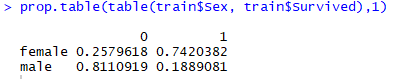 > prop.table(table(train$Sex, train$Survived),1)
0 1
female 0.2579618 0.7420382
male 0.8110919 0.1889081